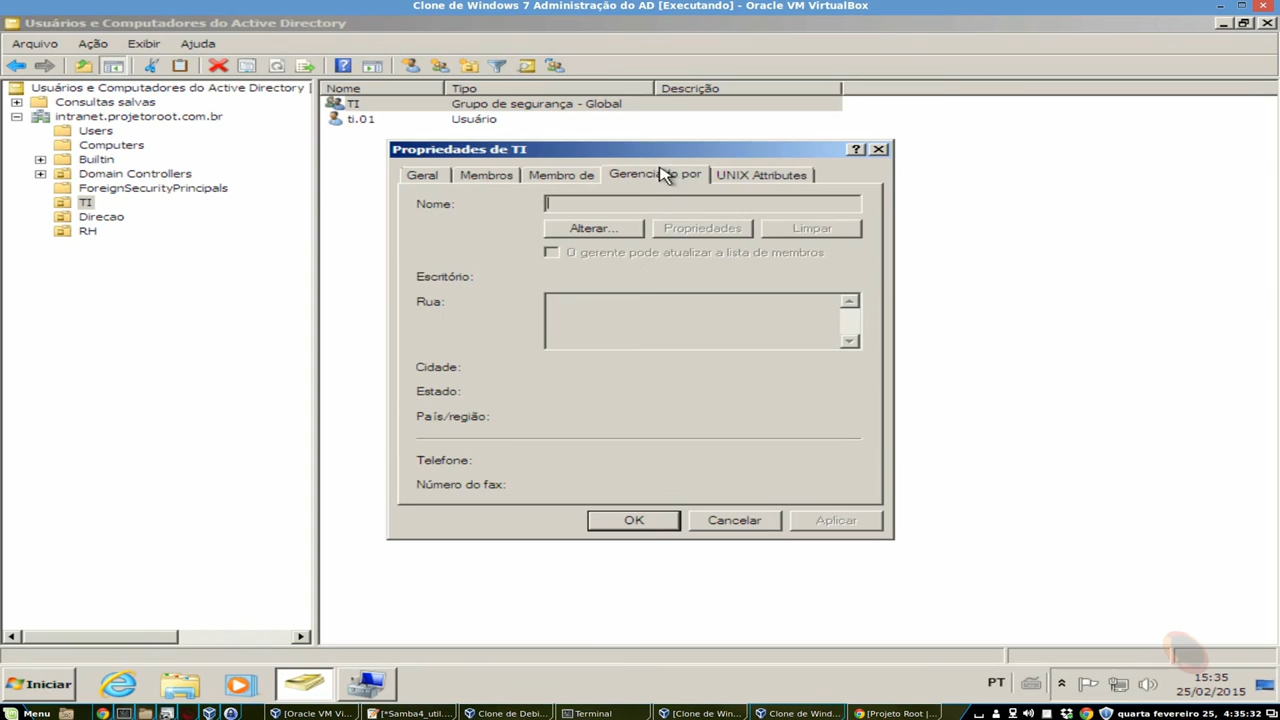 Clone de Windows 7 Administração do AD [Executando] - Oracle VM VirtualBox
Usuários e Computadores do Active Directory
Arquivo Ação Exibir Ajuda
Usuários e Computadores do Active Directory [
Consultas salvas
intranet.projetoroot.com.br
Users
Computers
Builtin
Domain Controllers
ForeignSecurityPrincipals
TI
Direcao
RH
Nome Tipo Descrição
TI Grupo de segurança - Global
ti.01 Usuário
Propriedades de TI
Geral Membros Membro de Gerenciado por UNIX Attributes
Nome:
Alterar... Propriedades Limpar
O gerente pode atualizar a lista de membros
Escritório:
Rua:
Cidade:
Estado:
País/região:
Telefone:
Número do fax:
OK Cancelar Aplicar
Iniciar
PT
15:35
25/02/2015
Menu [Oracle VM Vi... [*Samba4_util.... Clone de Debi... Terminal [Clone de Win... Clone de Wind... [Projeto Root |... quarta fevereiro 25, 4:35:32